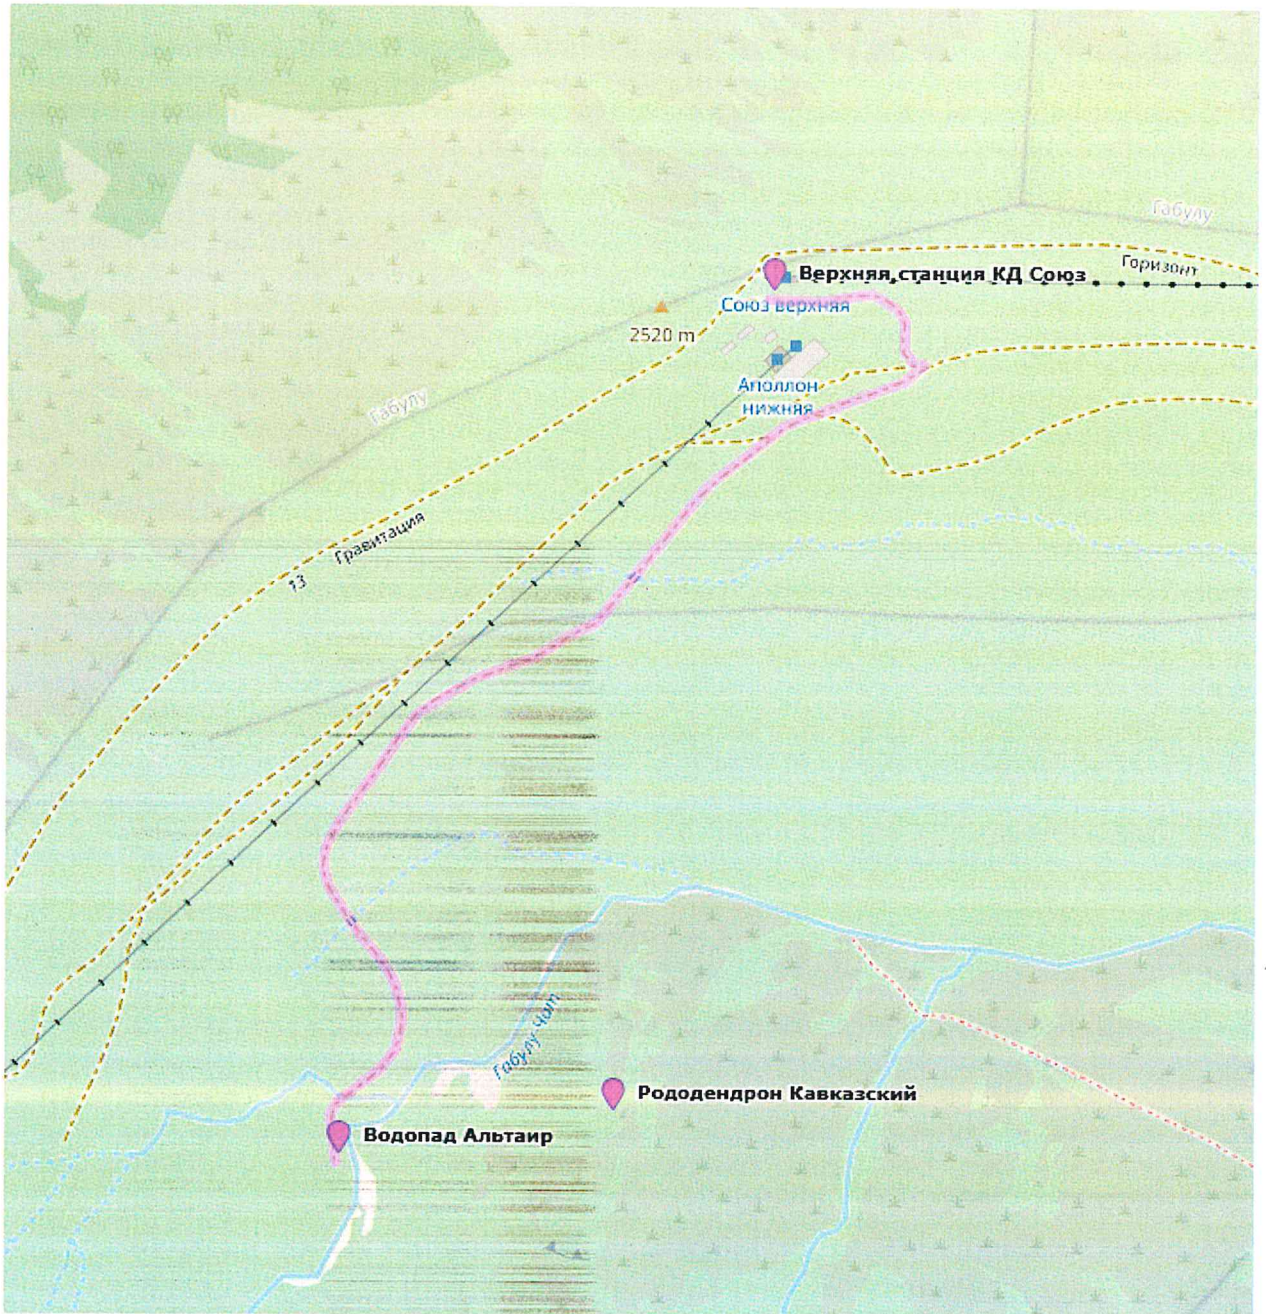 Габулу
Горизонт
Верхняя станция КД Союз
Союз верхняя
2520 m
Аполлон
нижняя
Габулу
Гравитация
13
Габулу-Чат
Рододендрон Кавказский
Водопад Альтаир